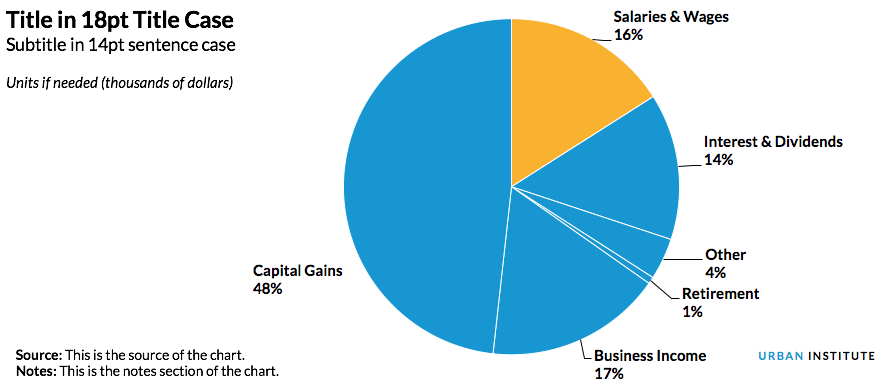 Title in 18pt Title Case
Subtitle in 14pt sentence case
Units if needed (thousands of dollars)
Salaries & Wages
16%
Interest & Dividends
14%
Other
4%
Retirement
1%
Business Income
17%
Capital Gains
48%
Source: This is the source of the chart.
Notes: This is the notes section of the chart.
URBAN INSTITUTE